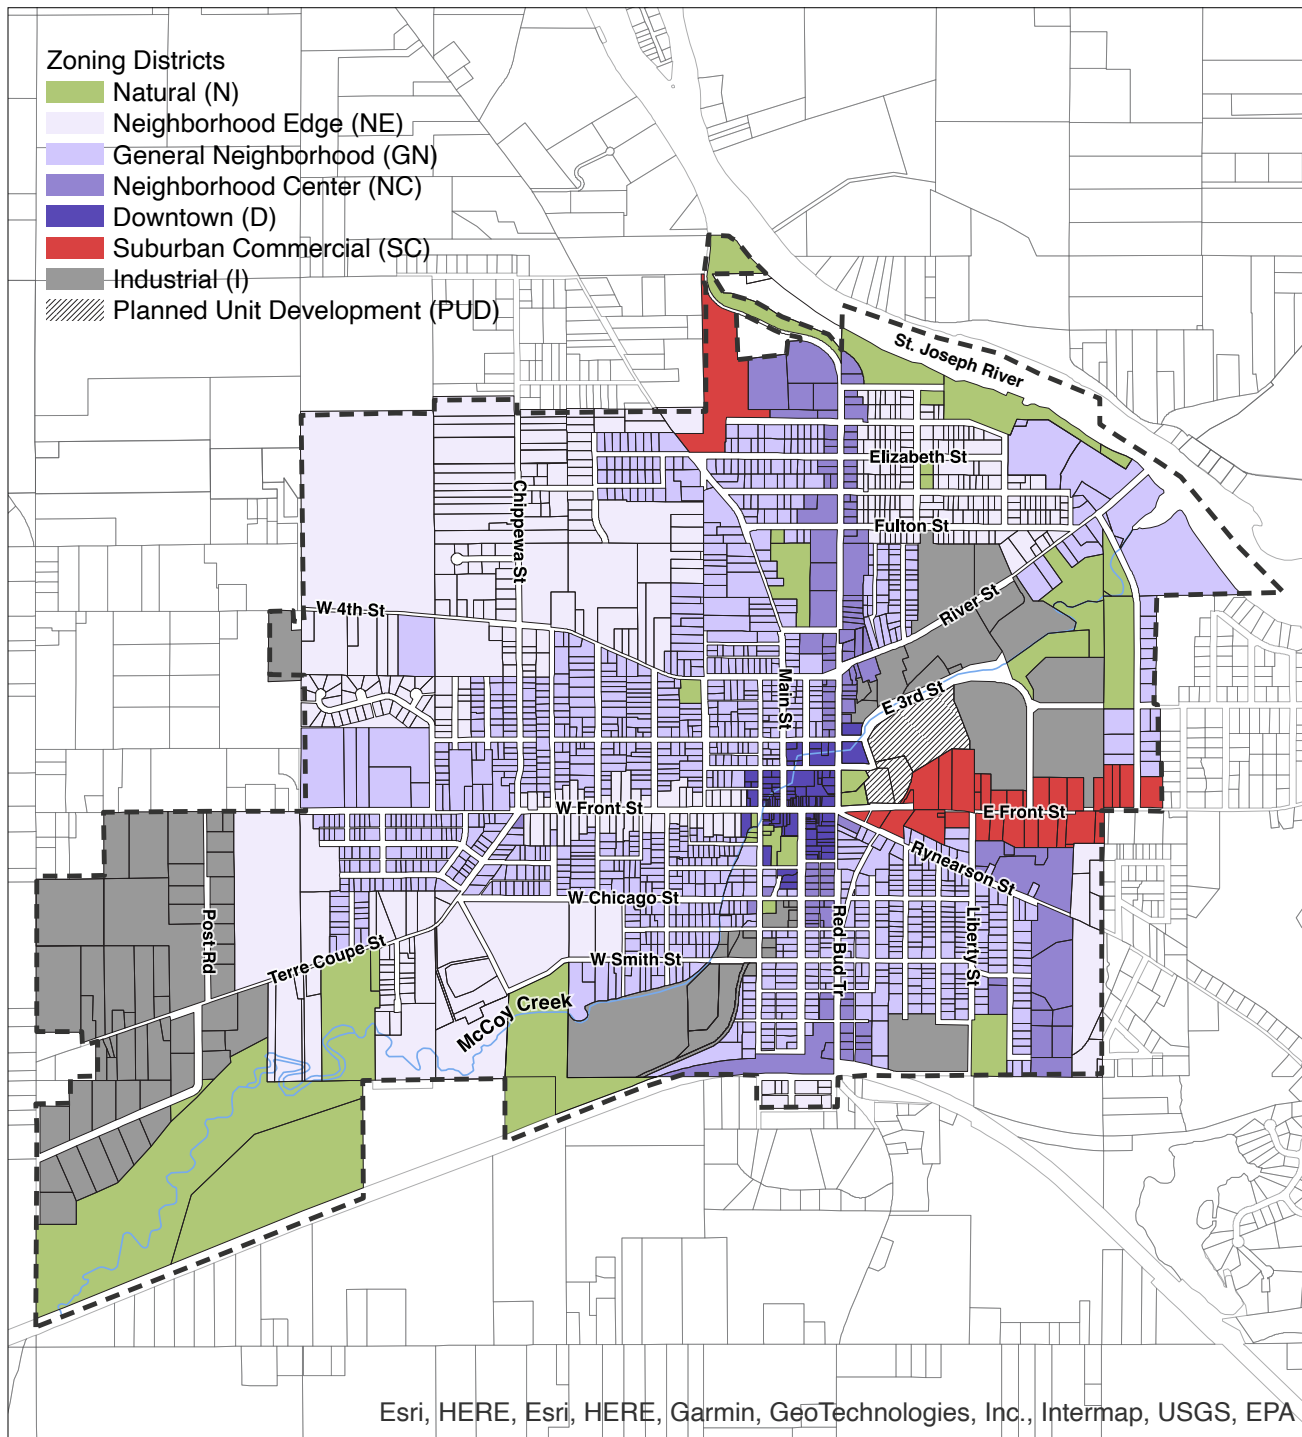 Zoning Districts
Natural (N)
Neighborhood Edge (NE)
General Neighborhood (GN)
Neighborhood Center (NC)
Downtown (D)
Suburban Commercial (SC)
Industrial (I)
Planned Unit Development (PUD)
St. Joseph River
Elizabeth St
Chippewa St
Fulton St
W 4th St
River St
Main St
E 3rd St
W Front St
E Front St
Rynearson St
W Chicago St
Post Rd
Red Bud Tr
Liberty St
Terre Coupe St
W Smith St
McCoy Creek
Esri, HERE, Esri, HERE, Garmin, GeoTechnologies, Inc., Intermap, USGS, EPA